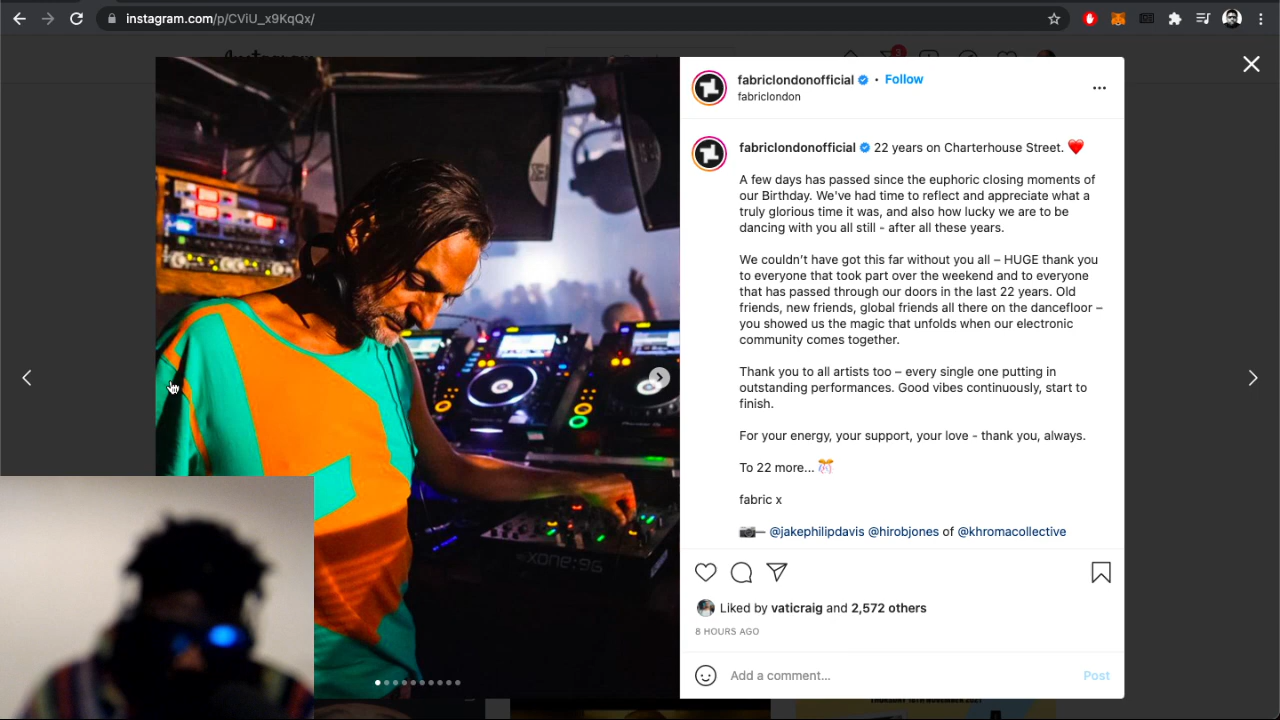 instagram.com/p/CViU_x9KqQx/
3
fabriclondonofficial • Follow
fabriclondon
fabriclondonofficial 22 years on Charterhouse Street. ❤️
A few days has passed since the euphoric closing moments of
our Birthday. We've had time to reflect and appreciate what a
truly glorious time it was, and also how lucky we are to be
dancing with you all still - after all these years.
We couldn't have got this far without you all – HUGE thank you
to everyone that took part over the weekend and to everyone
that has passed through our doors in the last 22 years. Old
friends, new friends, global friends all there on the dancefloor –
you showed us the magic that unfolds when our electronic
community comes together.
Thank you to all artists too – every single one putting in
outstanding performances. Good vibes continuously, start to
finish.
For your energy, your support, your love - thank you, always.
To 22 more... 🎊
fabric x
📷— @jakephilipdavis @hirobjones of @khromacollective
XONE:96
Liked by vaticraig and 2,572 others
8 HOURS AGO
Add a comment...
Post